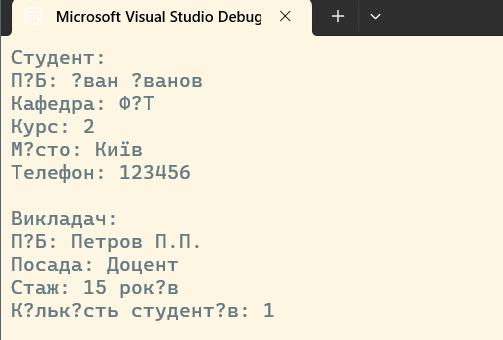 Microsoft Visual Studio Debug
Студент:
П?Б: ?ван ?ванов
Кафедра: Ф?Т
Курс: 2
М?сто: Київ
Телефон: 123456
Викладач:
П?Б: Петров П.П.
Посада: Доцент
Стаж: 15 рок?в
К?льк?сть студент?в: 1